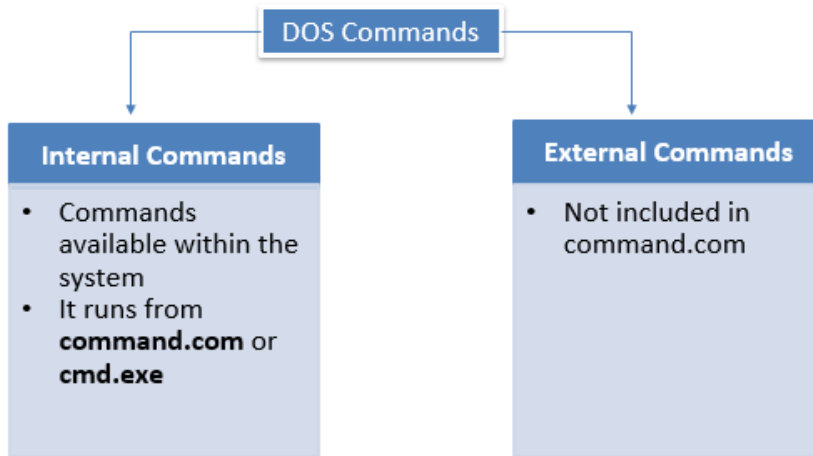 DOS Commands
Internal Commands
• Commands
available within the
system
• It runs from
command.com or
cmd.exe
External Commands
• Not included in
command.com